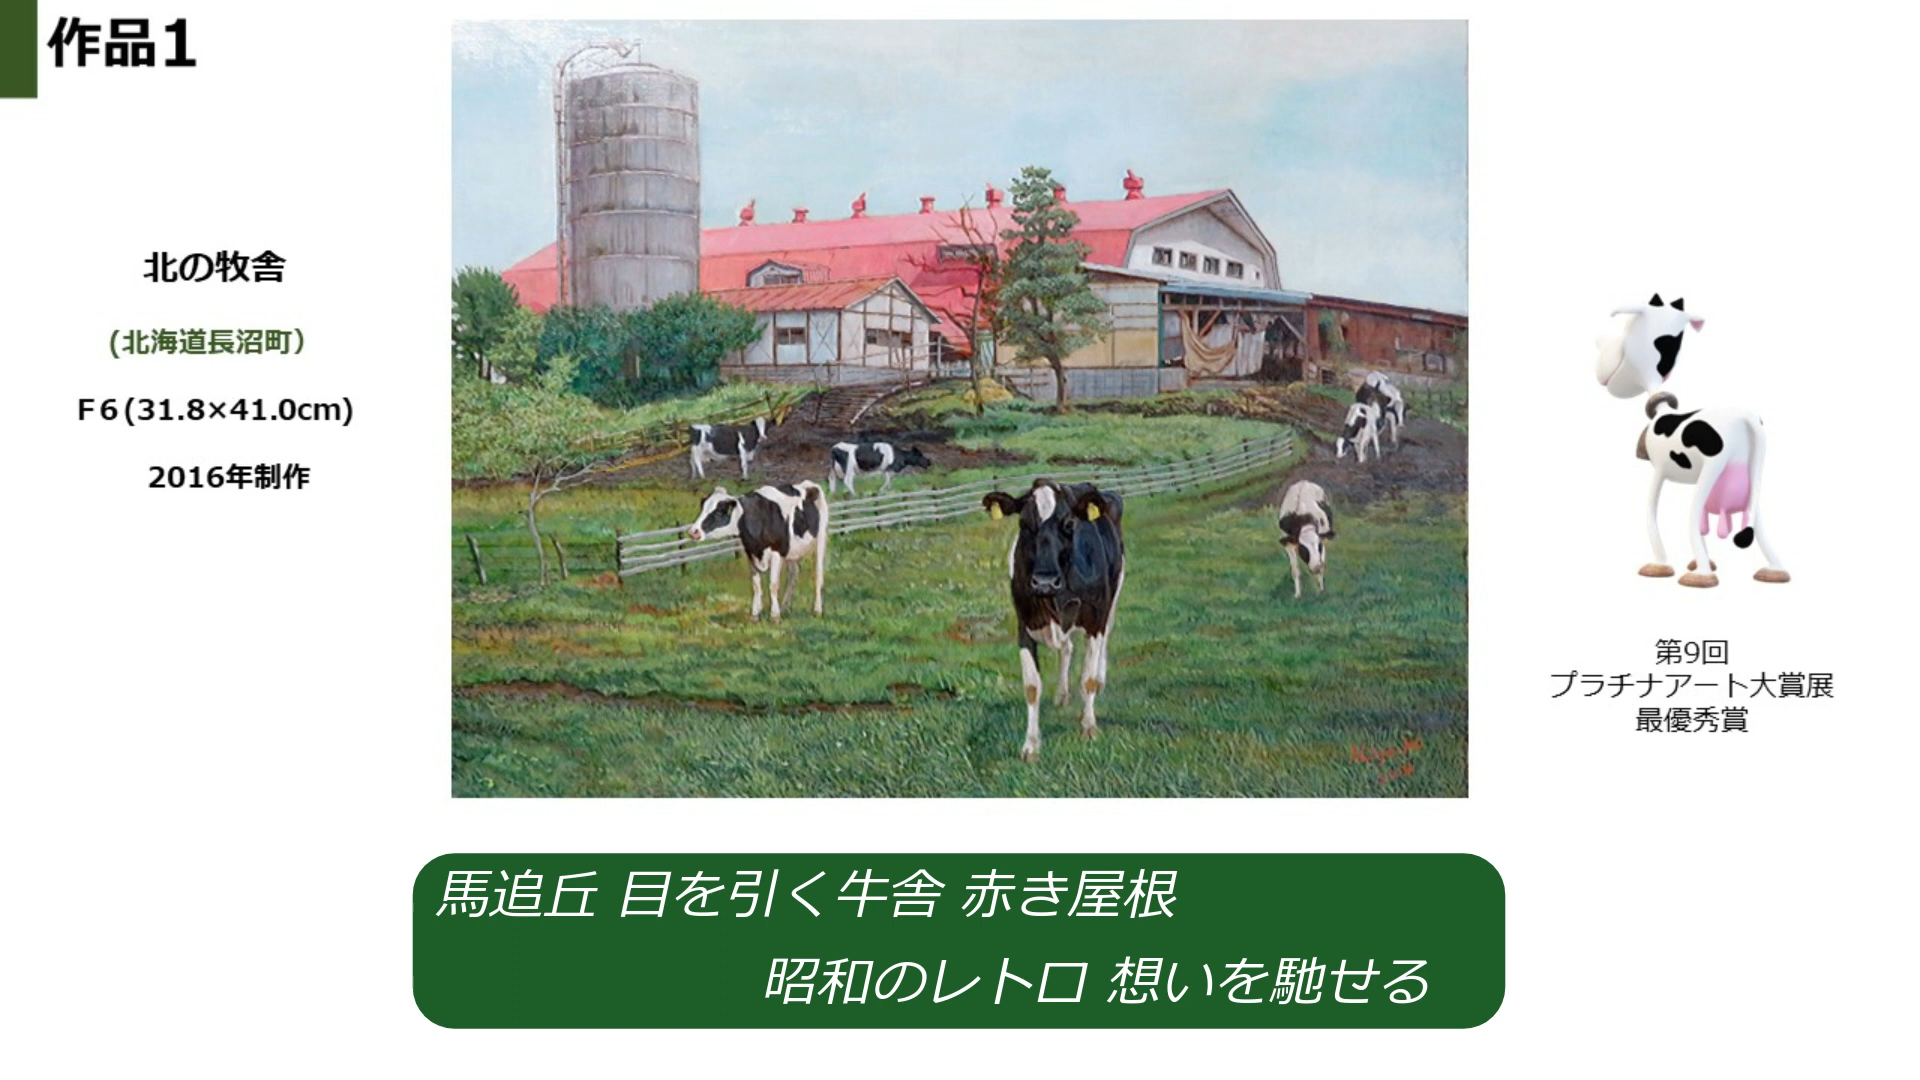 作品1
北の牧舎
(北海道長沼町）
F６(31.8×41.0cm)
2016年制作
第9回
プラチナアート大賞展
最優秀賞
馬追丘 目を引く牛舎 赤き屋根
昭和のレトロ 想いを馳せる